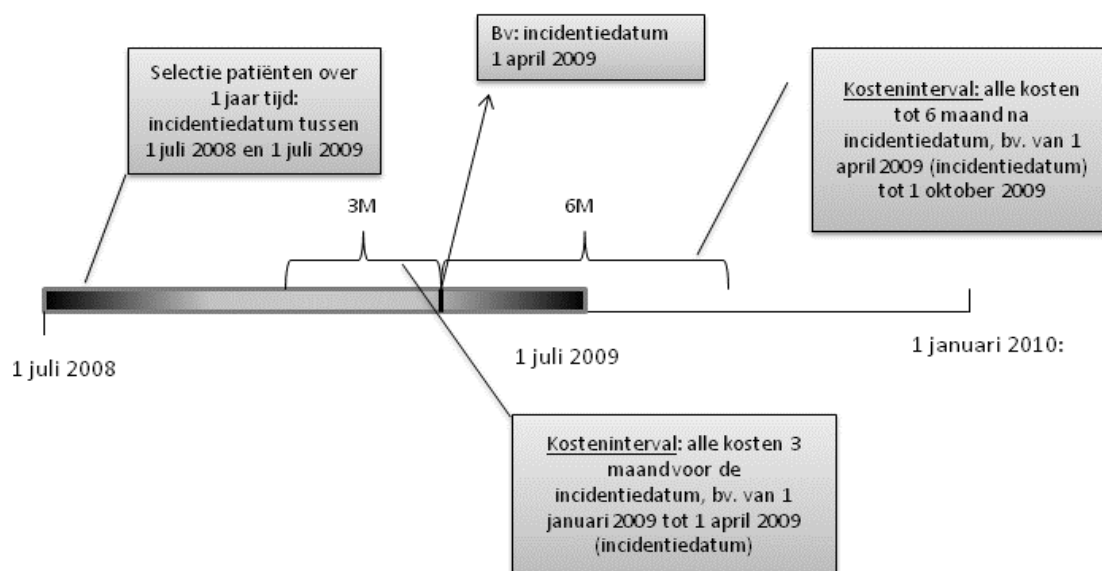 Selectie patiënten over
1 jaar tijd:
incidentiedatum tussen
1 juli 2008 en 1 juli 2009
Bv: incidentiedatum
1 april 2009
Kosteninterval: alle kosten
tot 6 maand na
incidentiedatum, bv. van 1
april 2009 (incidentiedatum)
tot 1 oktober 2009
3M
6M
1 juli 2008
1 juli 2009
1 januari 2010:
Kosteninterval: alle kosten 3
maandvoor de
incidentiedatum, bv. van 1
januari 2009 tot 1 april 2009
(incidentiedatum)